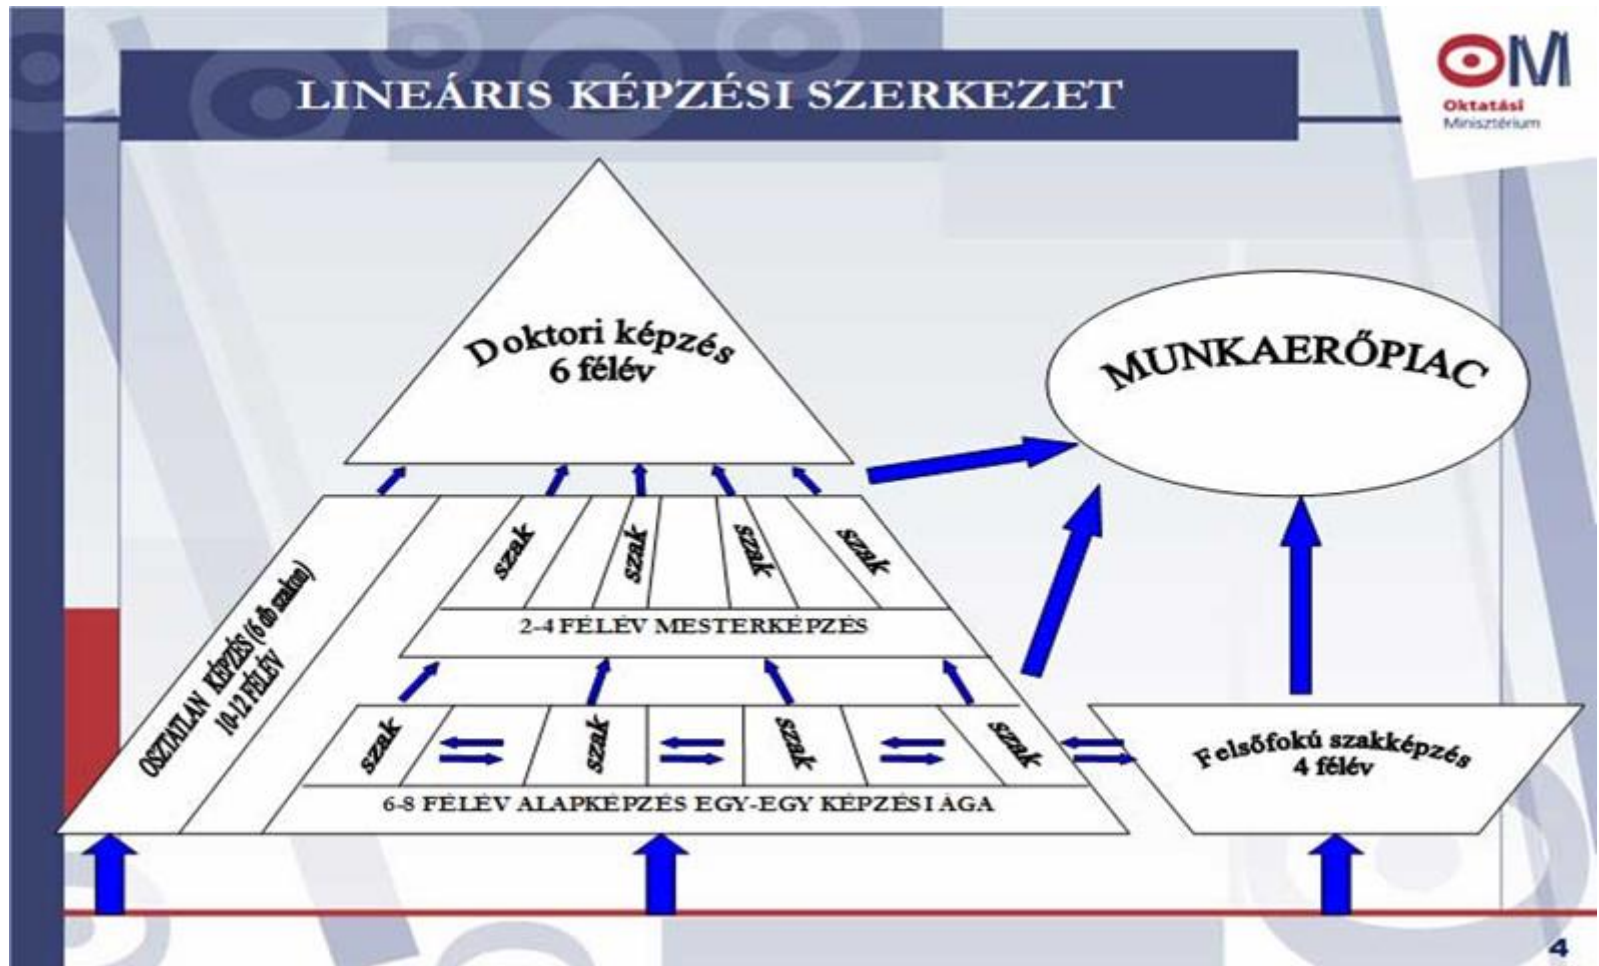 LINEÁRIS KÉPZÉSI SZERKEZET
OM
Oktatási
Minisztérium
Doktori képzés
6 félév
MUNKAERŐPIAC
OSZTATLAN KÉPZÉS (6 db szakon)
10-12 FÉLÉV
szak
szak
szak
szak
2-4 FÉLÉV MESTERKÉPZÉS
szak
szak
szak
szak
6-8 FÉLÉV ALAPKÉPZÉS EGY-EGY KÉPZÉSI ÁGA
Felsőfokú szakképzés
4 félév
4